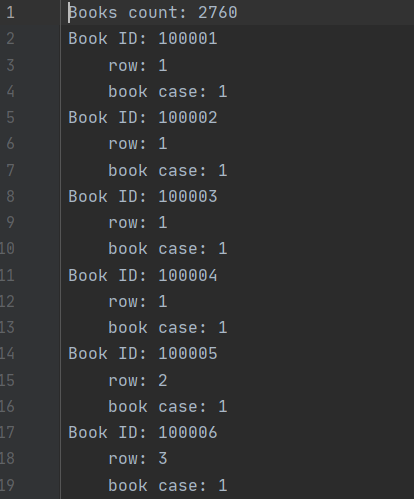 1 Books count: 2760
2 Book ID: 100001
3 row: 1
4 book case: 1
5 Book ID: 100002
6 row: 1
7 book case: 1
8 Book ID: 100003
9 row: 1
10 book case: 1
11 Book ID: 100004
12 row: 1
13 book case: 1
14 Book ID: 100005
15 row: 2
16 book case: 1
17 Book ID: 100006
18 row: 3
19 book case: 1